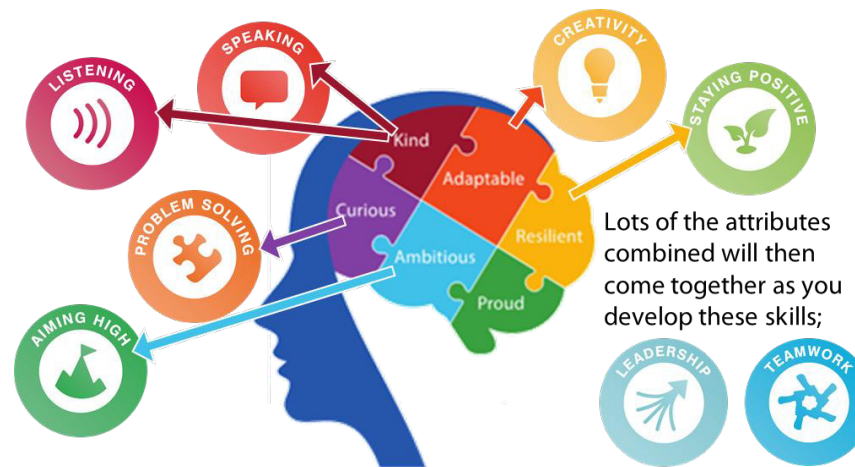 LISTENING
SPEAKING
CREATIVITY
STAYING POSITIVE
Kind
Adaptable
Curious
Resilient
PROBLEM SOLVING
Ambitious
Proud
AIMING HIGH
Lots of the attributes
combined will then
come together as you
develop these skills;
LEADERSHIP
TEAMWORK